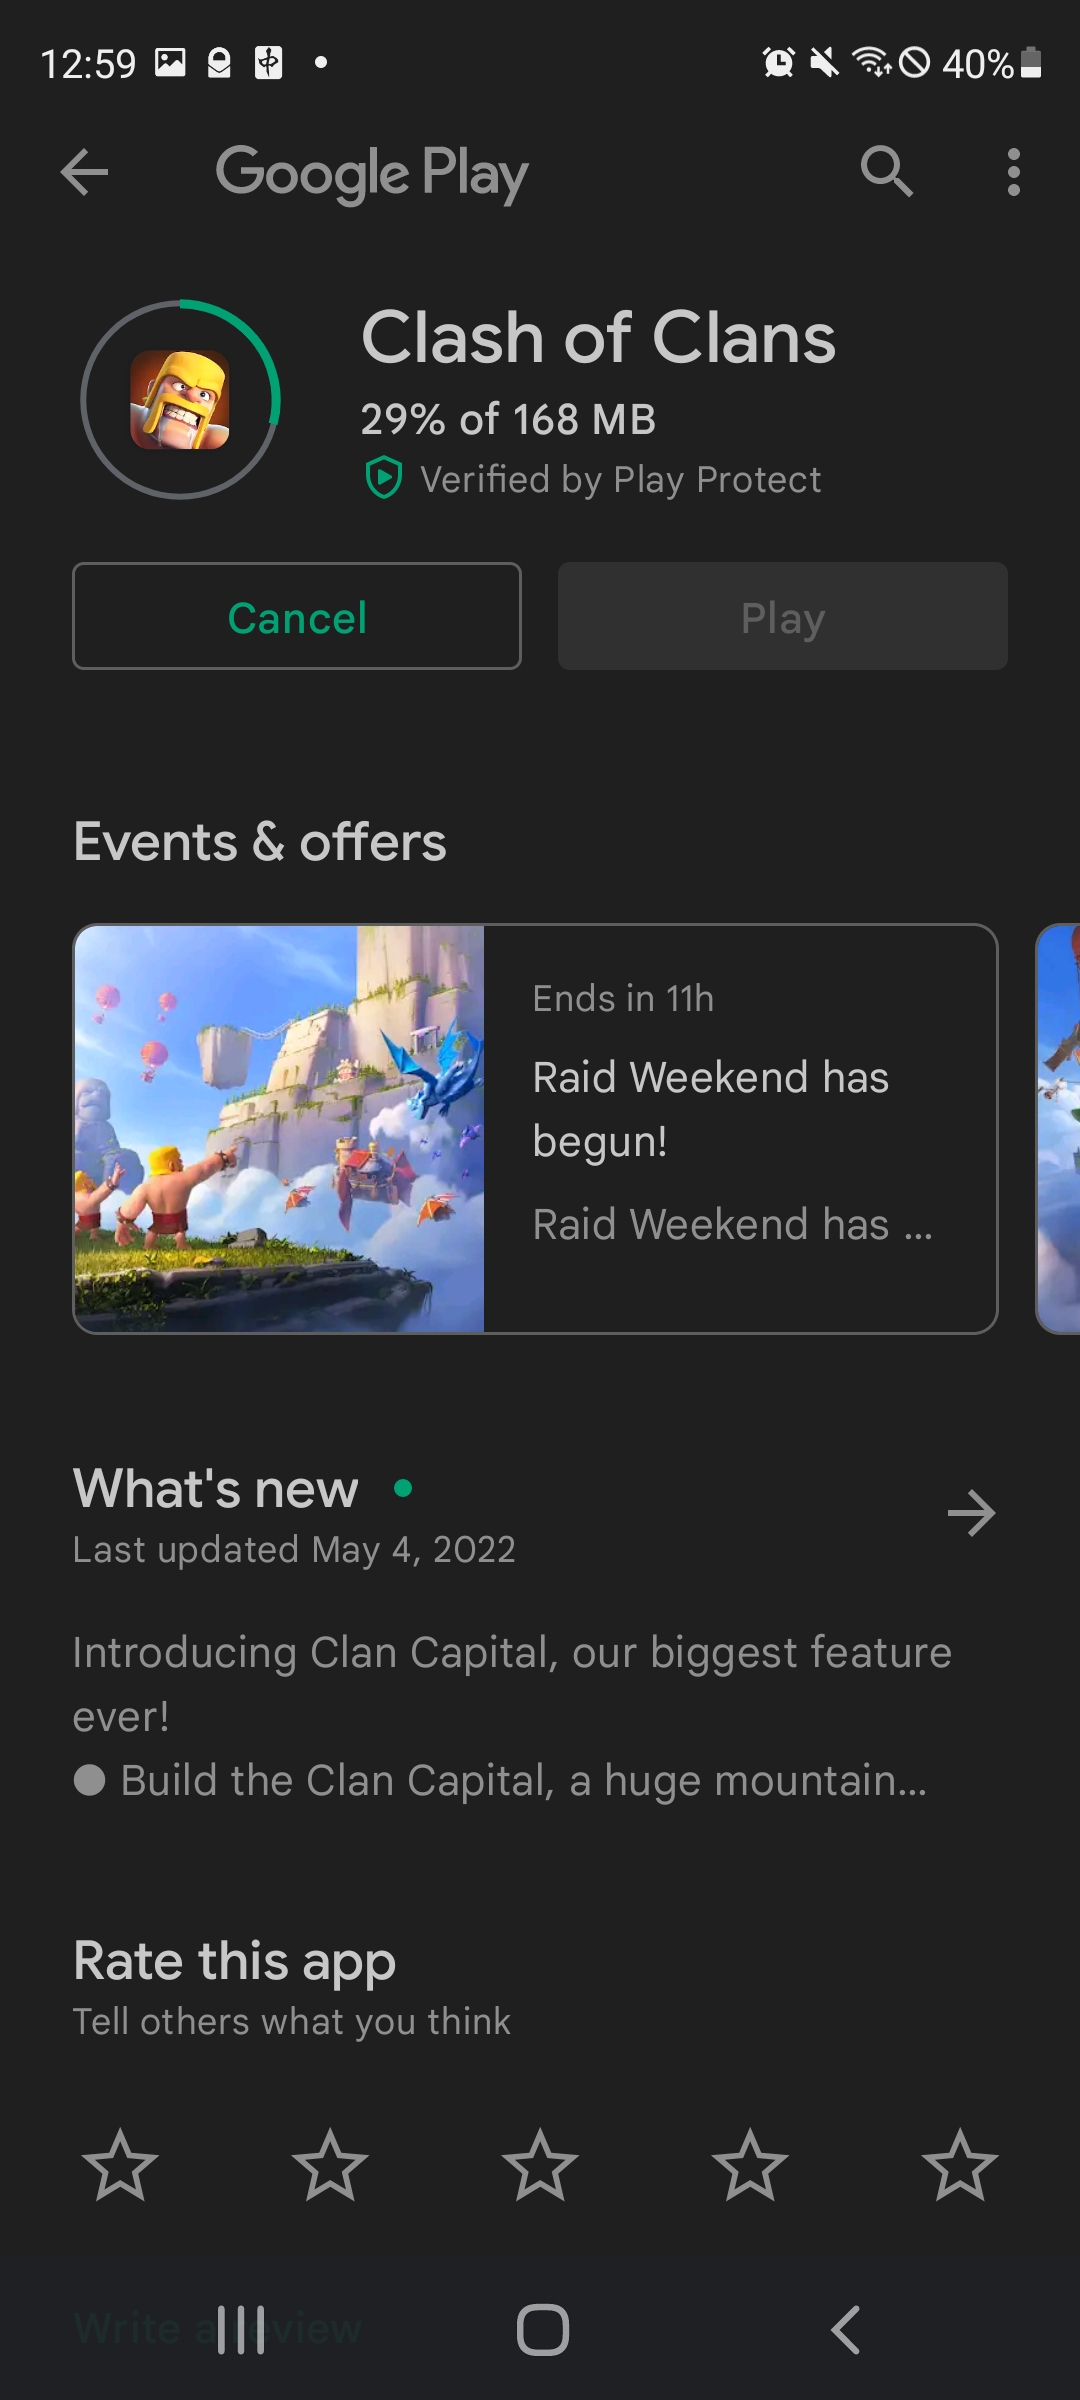 12:59
40%
Google Play
Clash of Clans
29% of 168 MB
Verified by Play Protect
Cancel
Play
Events & offers
Ends in 11h
Raid Weekend has
begun!
Raid Weekend has ...
What's new
Last updated May 4, 2022
Introducing Clan Capital, our biggest feature
ever!
● Build the Clan Capital, a huge mountain...
Rate this app
Tell others what you think
Write a review